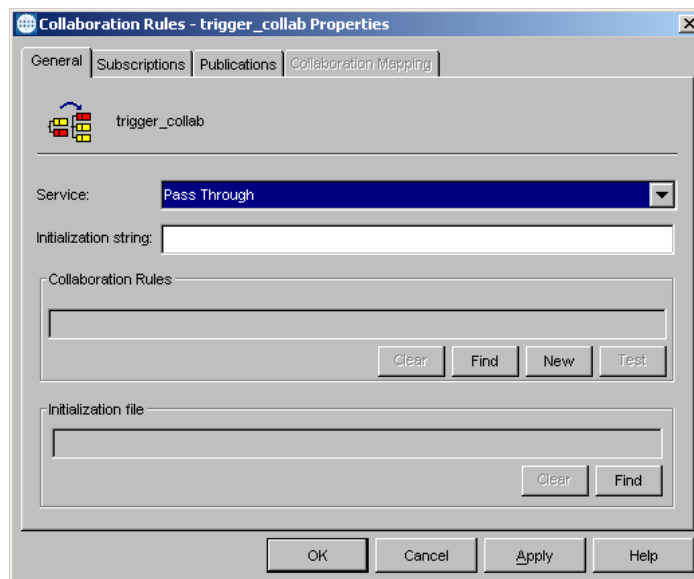 Collaboration Rules - trigger_collab Properties
General Subscriptions Publications Collaboration Mapping
trigger_collab
Service: Pass Through
Initialization string:
Collaboration Rules
Clear Find New Test
Initialization file
Clear Find
OK Cancel Apply Help